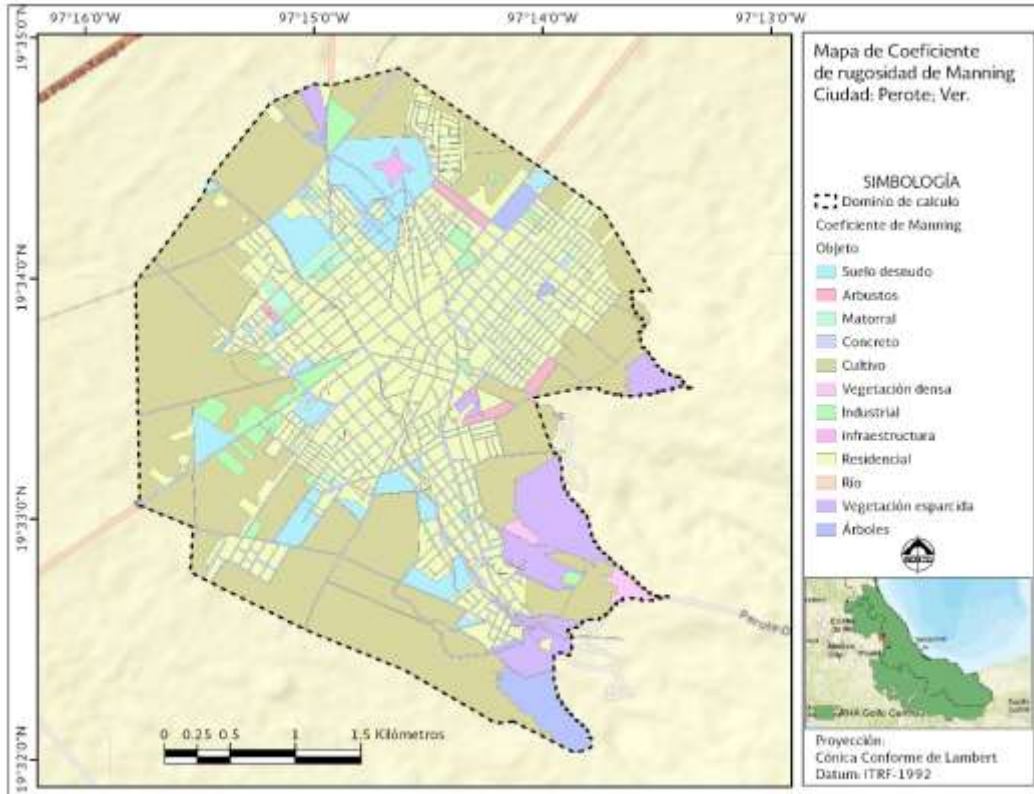 97°16'0"W 97°15'0"W 97°14'0"W 97°13'0"W
19°35'0"N
19°34'0"N
19°33'0"N
19°32'0"N
Perote
0 0.25 0.5 1 1.5 Kilómetros
Mapa de Coeficiente
de rugosidad de Manning
Ciudad: Perote; Ver.
SIMBOLOGÍA
Dominio de calculo
Coeficiente de Manning
Objeto
Suelo desnudo
Arbustos
Matorral
Concreto
Cultivo
Vegetación densa
Industrial
Infraestructura
Residencial
Río
Vegetación esparcida
Árboles
RHA Golfo Centro
Proyección:
Cónica Conforme de Lambert
Datum: ITRF-1992